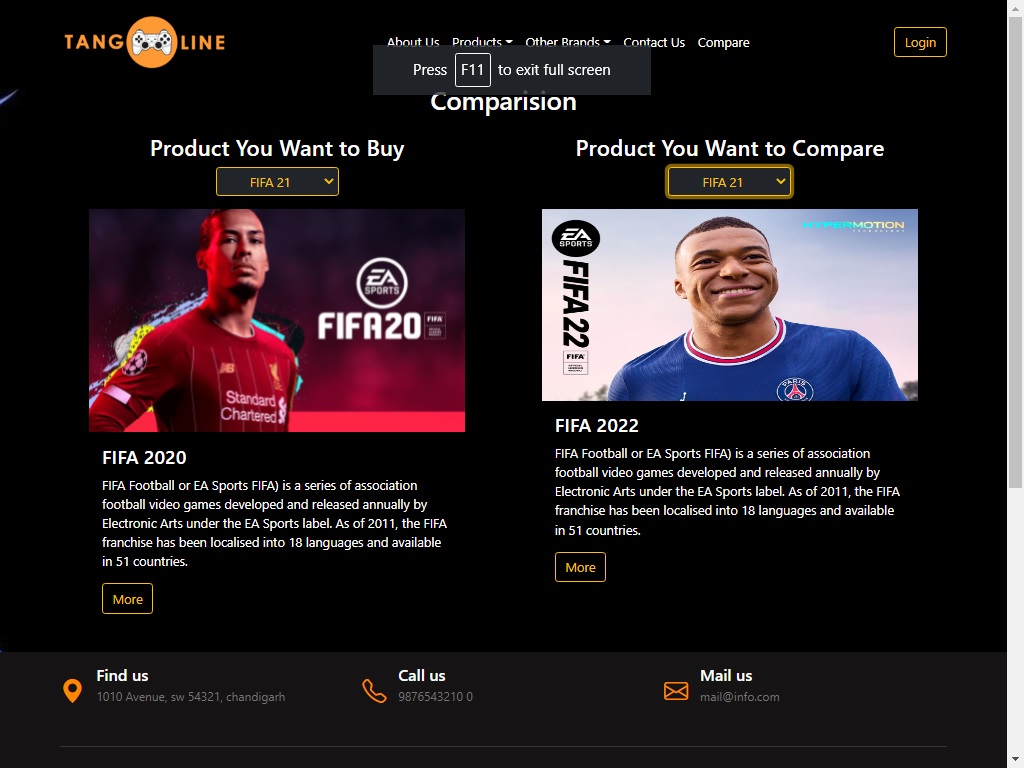 TANG LINE
About Us Products Other Brands Contact Us Compare
Login
Press F11 to exit full screen
Comparision
Product You Want to Buy
FIFA 21
EA
SPORTS
FIFA20
FIFA
Standard
Chartered
FIFA 2020
FIFA Football or EA Sports FIFA) is a series of association
football video games developed and released annually by
Electronic Arts under the EA Sports label. As of 2011, the FIFA
franchise has been localised into 18 languages and available
in 51 countries.
More
Product You Want to Compare
FIFA 21
EA
SPORTS
FIFA 22
FIFA
HYPERMOTION
PARIS
FIFA 2022
FIFA Football or EA Sports FIFA) is a series of association
football video games developed and released annually by
Electronic Arts under the EA Sports label. As of 2011, the FIFA
franchise has been localised into 18 languages and available
in 51 countries.
More
Find us
1010 Avenue, sw 54321, chandigarh
Call us
9876543210 0
Mail us
mail@info.com